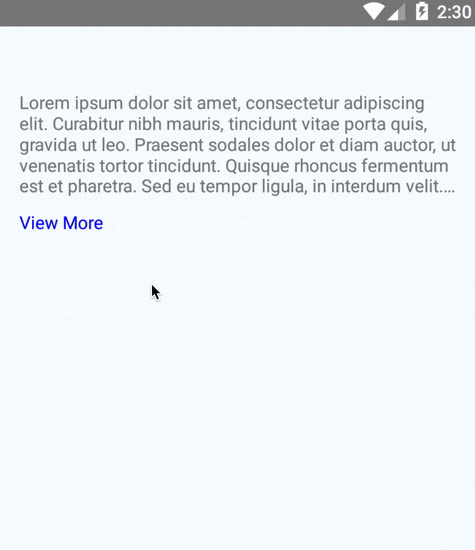 2:30
Lorem ipsum dolor sit amet, consectetur adipiscing
elit. Curabitur nibh mauris, tincidunt vitae porta quis,
gravida ut leo. Praesent sodales dolor et diam auctor, ut
venenatis tortor tincidunt. Quisque rhoncus fermentum
est et pharetra. Sed eu tempor ligula, in interdum velit.…
View More